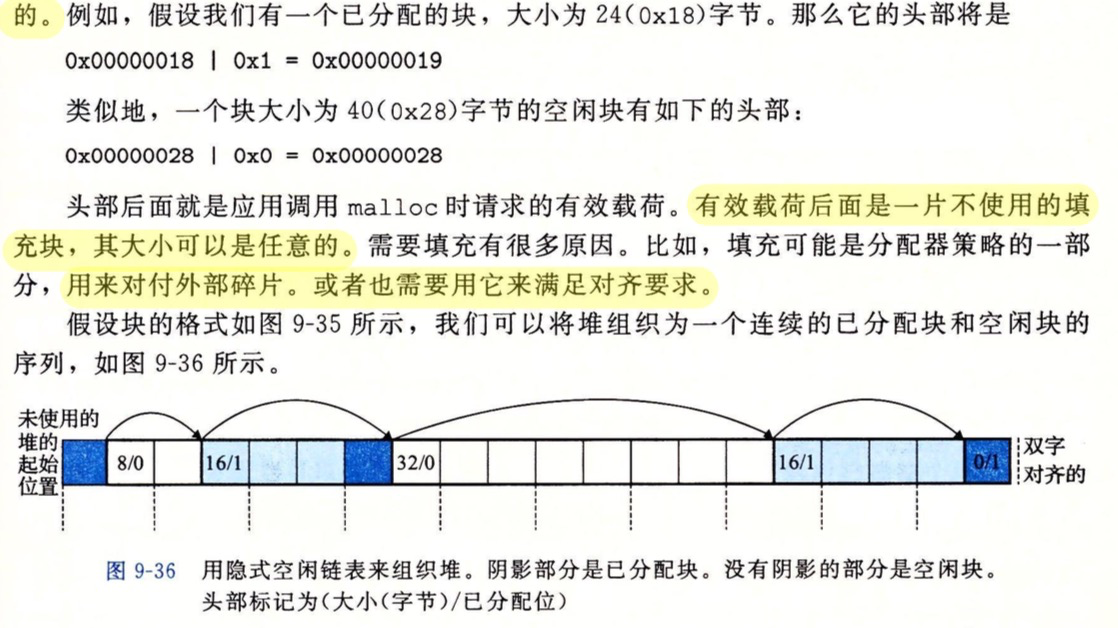 的。例如，假设我们有一个已分配的块，大小为 24(0x18)字节。那么它的头部将是
0x00000018 | 0x1 = 0x00000019
类似地，一个块大小为 40(0x28)字节的空闲块有如下的头部：
0x00000028 | 0x0 = 0x00000028
头部后面就是应用调用 malloc 时请求的有效载荷。有效载荷后面是一片不使用的填
充块，其大小可以是任意的。需要填充有很多原因。比如，填充可能是分配器策略的一部
分，用来对付外部碎片。或者也需要用它来满足对齐要求。
假设块的格式如图 9-35 所示，我们可以将堆组织为一个连续的已分配块和空闲块的
序列，如图 9-36 所示。
未使用的
堆的
起始
位置
8/0
16/1
32/0
16/1
0/1
双字
对齐的
图 9-36 用隐式空闲链表来组织堆。阴影部分是已分配块。没有阴影的部分是空闲块。
头部标记为(大小(字节)/已分配位)